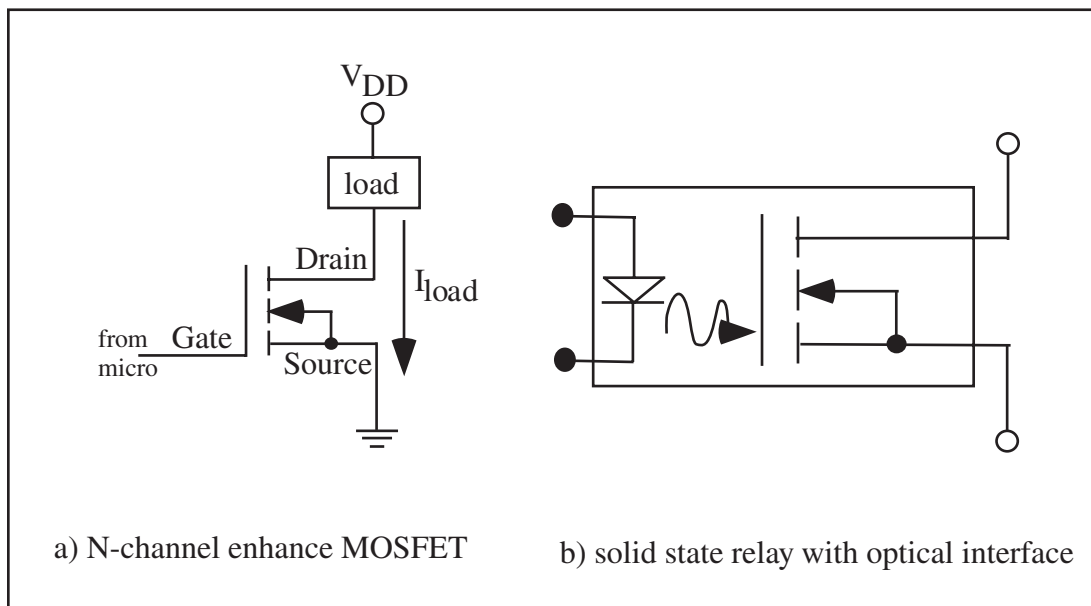 VDD
load
Drain
Iload
from
micro
Gate
Source
a) N-channel enhance MOSFET
b) solid state relay with optical interface